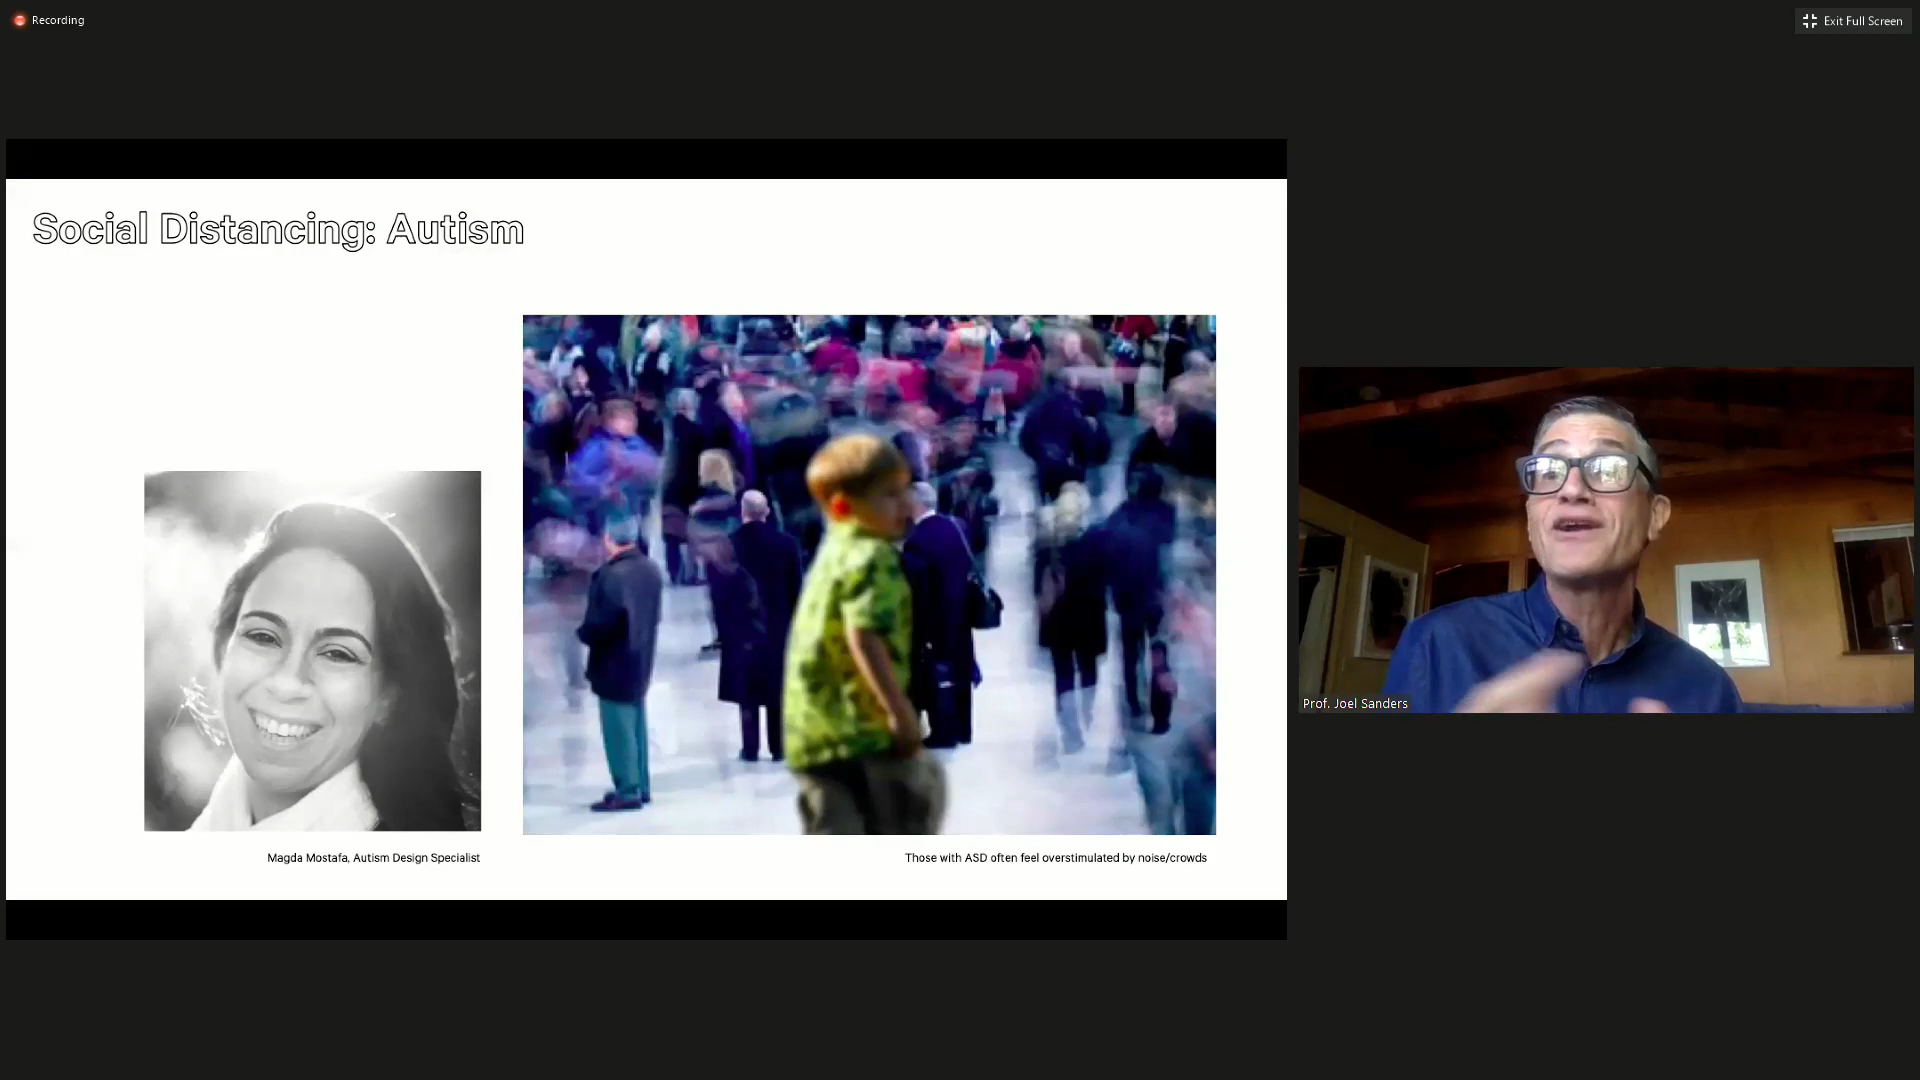 Recording
Exit Full Screen
Social Distancing: Autism
Magda Mostafa, Autism Design Specialist
Those with ASD often feel overstimulated by noise/crowds
Prof. Joel Sanders